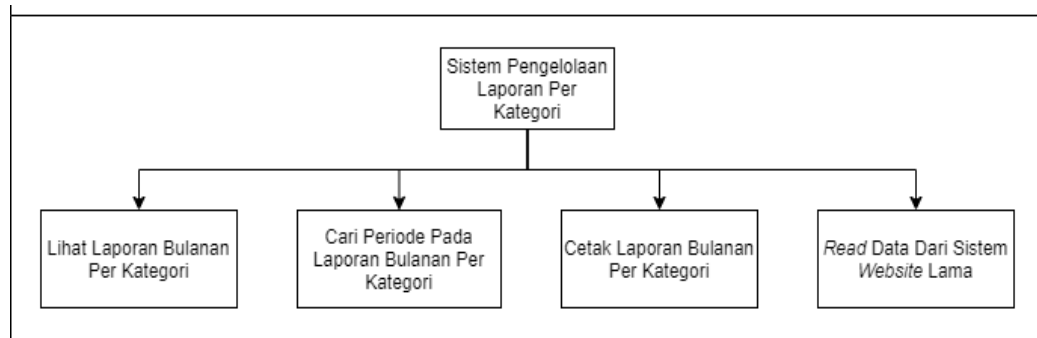 Sistem Pengelolaan
Laporan Per
Kategori
Lihat Laporan Bulanan
Per Kategori
Cari Periode Pada
Laporan Bulanan Per
Kategori
Cetak Laporan Bulanan
Per Kategori
Read Data Dari Sistem
Website Lama